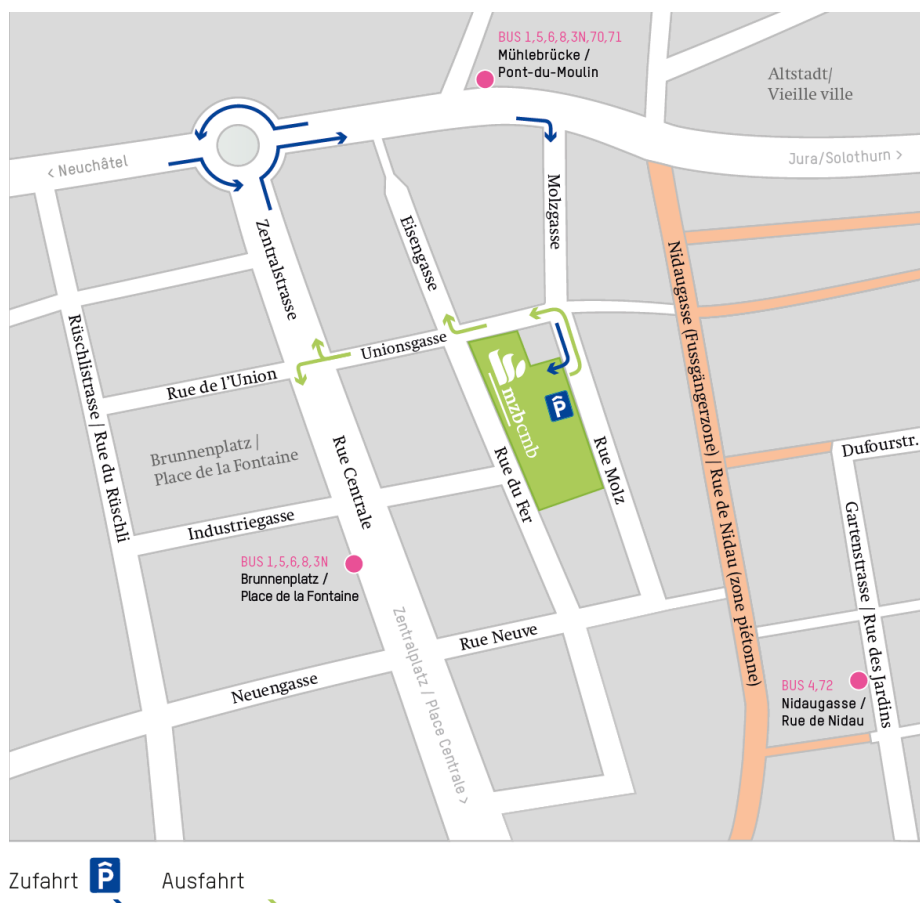 BUS 1,5,6,8,3N,70,71
Mühlebrücke /
Pont-du-Moulin
Altstadt/
Vieille ville
< Neuchâtel
Jura/Solothurn >
Molzgasse
Zentralstrasse
Eisengasse
Nidaugasse (Fussgängerzone) / Rue de Nidau (zone piétonne)
Rüschlistrasse / Rue du Rüschli
Unionsgasse
Rue de l'Union
mzbcmb
P
Brunnenplatz /
Place de la Fontaine
Rue Centrale
Rue du Fer
Rue Molz
Dufourstr.
Industriegasse
Gartenstrasse / Rue des Jardins
BUS 1,5,6,8,3N
Brunnenplatz /
Place de la Fontaine
Zentralplatz / Place Centrale >
Rue Neuve
Neuengasse
BUS 4,72
Nidaugasse /
Rue de Nidau
Zufahrt P Ausfahrt